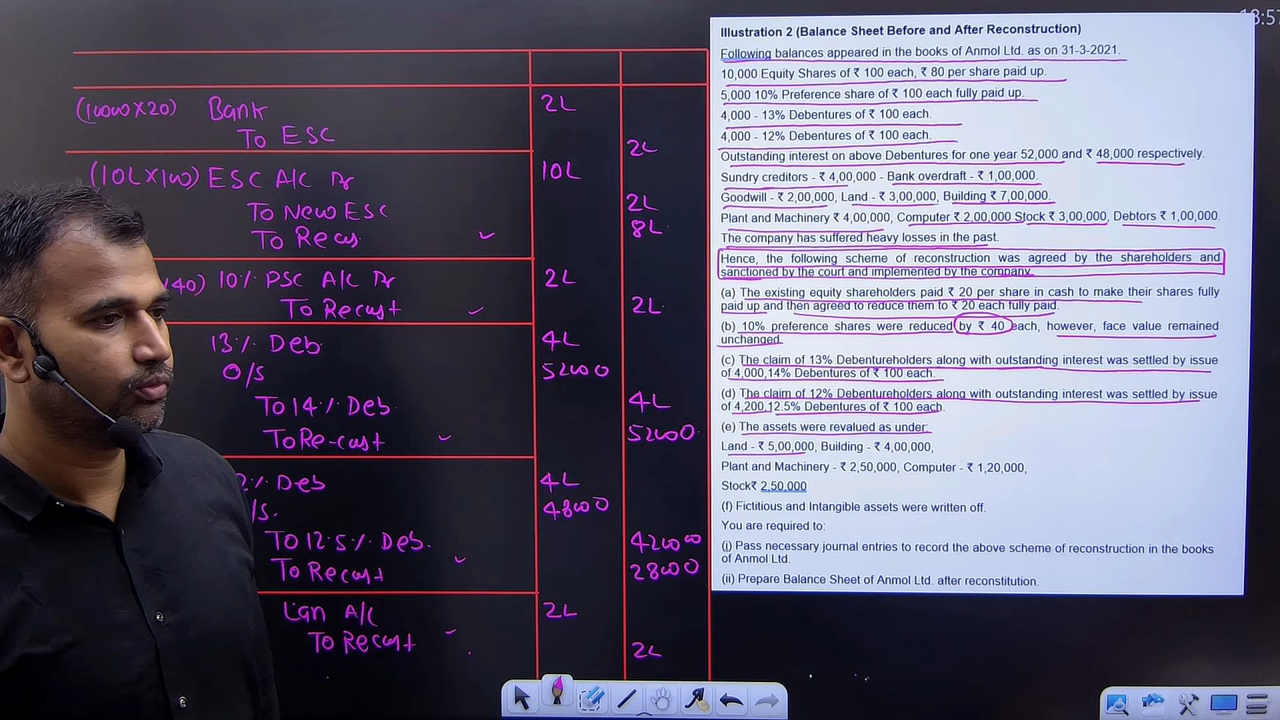 18:57
(10000×20) Bank 2L
To ESC 2L
(10L×100) ESC A/C Dr 10L
To New ESC 2L
To Recas 8L
40) 10% PSC A/C Dr 2L
To Recast 2L
13% Deb 4L
O/S 52000
To 14% Deb. 4L
To Re-cast 52000
2% Deb 4L
/S. 48000
To 12.5% Deb. 42000
To Recast 28000
Lan A/C 2L
To Recast 2L
Illustration 2 (Balance Sheet Before and After Reconstruction)
Following balances appeared in the books of Anmol Ltd. as on 31-3-2021.
10,000 Equity Shares of ₹ 100 each, ₹ 80 per share paid up.
5,000 10% Preference share of ₹ 100 each fully paid up.
4,000 - 13% Debentures of ₹ 100 each.
4,000 - 12% Debentures of ₹ 100 each.
Outstanding interest on above Debentures for one year 52,000 and ₹ 48,000 respectively.
Sundry creditors - ₹ 4,00,000 - Bank overdraft - ₹ 1,00,000.
Goodwill - ₹ 2,00,000, Land - ₹ 3,00,000, Building ₹ 7,00,000.
Plant and Machinery ₹ 4,00,000, Computer ₹ 2,00,000 Stock ₹ 3,00,000, Debtors ₹ 1,00,000.
The company has suffered heavy losses in the past.
Hence, the following scheme of reconstruction was agreed by the shareholders and
sanctioned by the court and implemented by the company.
(a) The existing equity shareholders paid ₹ 20 per share in cash to make their shares fully
paid up and then agreed to reduce them to ₹ 20 each fully paid.
(b) 10% preference shares were reduced by ₹ 40 each, however, face value remained
unchanged.
(c) The claim of 13% Debentureholders along with outstanding interest was settled by issue
of 4,000,14% Debentures of ₹ 100 each.
(d) The claim of 12% Debentureholders along with outstanding interest was settled by issue
of 4,200,12.5% Debentures of ₹ 100 each.
(e) The assets were revalued as under:
Land - ₹ 5,00,000, Building - ₹ 4,00,000,
Plant and Machinery - ₹ 2,50,000, Computer - ₹ 1,20,000,
Stock₹ 2,50,000
(f) Fictitious and Intangible assets were written off.
You are required to:
(i) Pass necessary journal entries to record the above scheme of reconstruction in the books
of Anmol Ltd.
(ii) Prepare Balance Sheet of Anmol Ltd. after reconstitution.